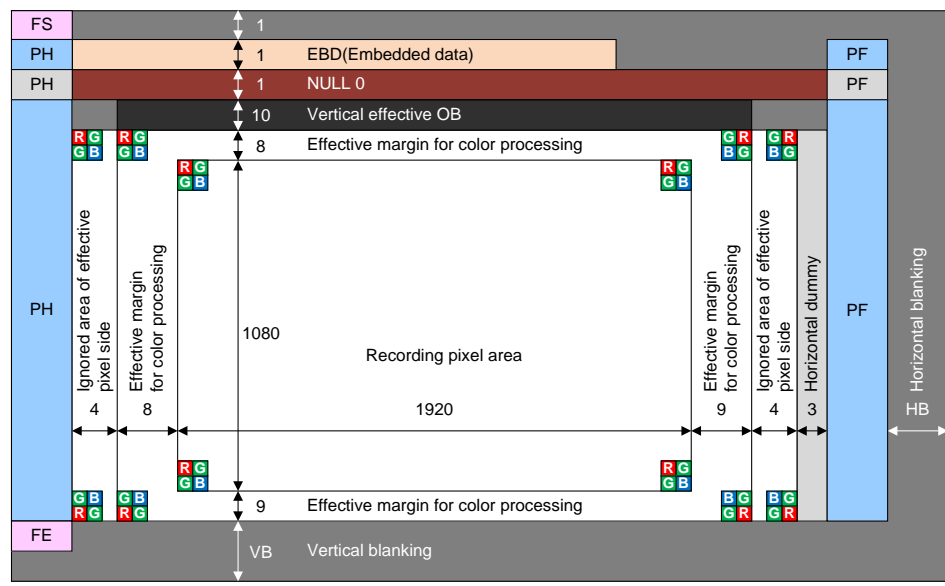 FS
1
PH
1
EBD(Embedded data)
PF
PH
1
NULL 0
PF
10
Vertical effective OB
R G
G B
R G
G B
8
Effective margin for color processing
G R
B G
G R
B G
R G
G B
R G
G B
PH
Ignored area of effective
pixel side
4
Effective margin
for color processing
8
1080
Recording pixel area
1920
Effective margin
for color processing
9
Ignored area of effective
pixel side
4
Horizontal dummy
3
PF
Horizontal blanking
HB
R G
G B
R G
G B
G B
R G
G B
R G
9
Effective margin for color processing
B G
G R
B G
G R
FE
VB
Vertical blanking